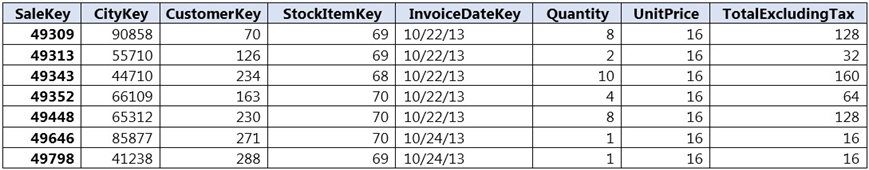 SaleKey CityKey CustomerKey StockItemKey InvoiceDateKey Quantity UnitPrice TotalExcludingTax
49309 90858 70 69 10/22/13 8 16 128
49313 55710 126 69 10/22/13 2 16 32
49343 44710 234 68 10/22/13 10 16 160
49352 66109 163 70 10/22/13 4 16 64
49448 65312 230 70 10/22/13 8 16 128
49646 85877 271 70 10/24/13 1 16 16
49798 41238 288 69 10/24/13 1 16 16